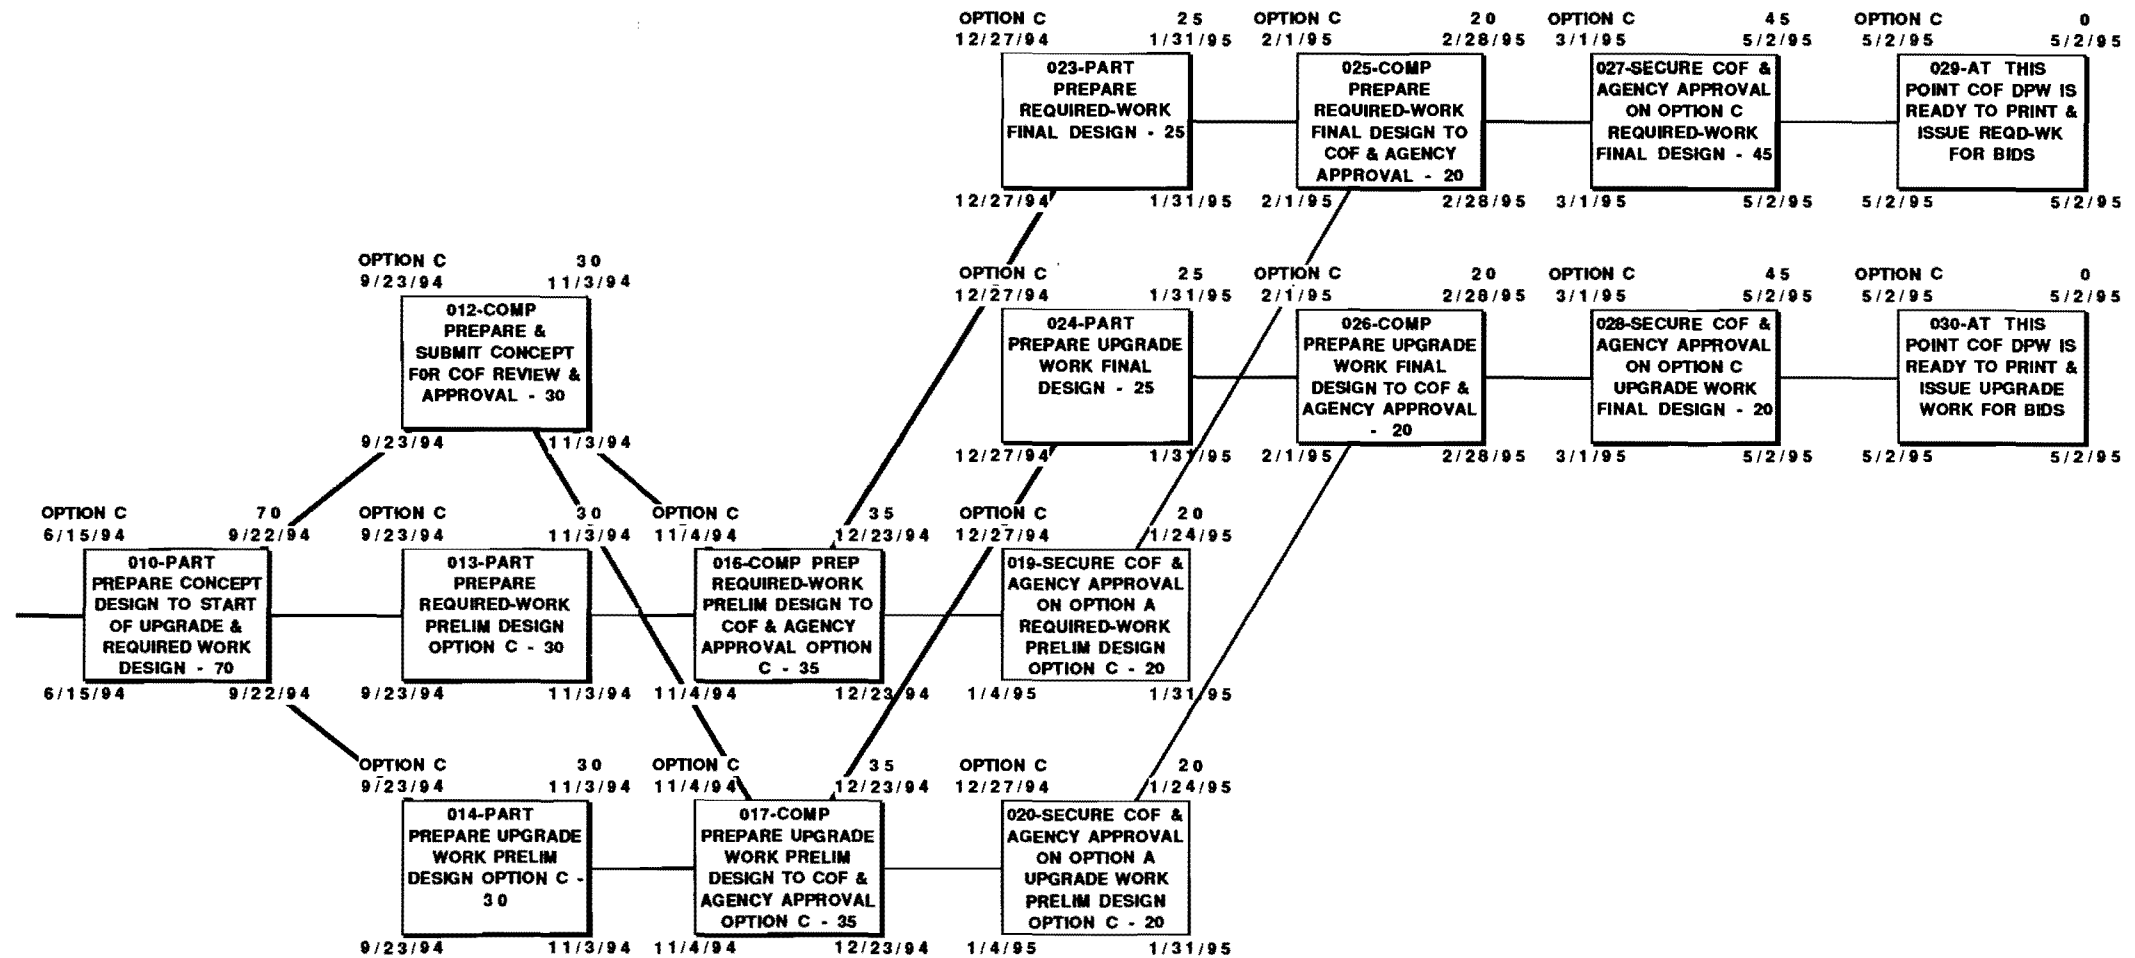 OPTION C 25
12/27/94 1/31/95
023-PART
PREPARE
REQUIRED-WORK
FINAL DESIGN - 25
12/27/94 1/31/95
OPTION C 20
2/1/95 2/28/95
025-COMP
PREPARE
REQUIRED-WORK
FINAL DESIGN TO
COF & AGENCY
APPROVAL - 20
2/1/95 2/28/95
OPTION C 45
3/1/95 5/2/95
027-SECURE COF &
AGENCY APPROVAL
ON OPTION C
REQUIRED-WORK
FINAL DESIGN - 45
3/1/95 5/2/95
OPTION C 0
5/2/95 5/2/95
029-AT THIS
POINT COF DPW IS
READY TO PRINT &
ISSUE REQD-WK
FOR BIDS
5/2/95 5/2/95
OPTION C 30
9/23/94 11/3/94
012-COMP
PREPARE &
SUBMIT CONCEPT
FOR COF REVIEW &
APPROVAL - 30
9/23/94 11/3/94
OPTION C 25
12/27/94 1/31/95
024-PART
PREPARE UPGRADE
WORK FINAL
DESIGN - 25
12/27/94 1/31/95
OPTION C 20
2/1/95 2/28/95
026-COMP
PREPARE UPGRADE
WORK FINAL
DESIGN TO COF &
AGENCY APPROVAL
- 20
2/1/95 2/28/95
OPTION C 45
3/1/95 5/2/95
028-SECURE COF &
AGENCY APPROVAL
ON OPTION C
UPGRADE WORK
FINAL DESIGN - 20
3/1/95 5/2/95
OPTION C 0
5/2/95 5/2/95
030-AT THIS
POINT COF DPW IS
READY TO PRINT &
ISSUE UPGRADE
WORK FOR BIDS
5/2/95 5/2/95
OPTION C 70
6/15/94 9/22/94
010-PART
PREPARE CONCEPT
DESIGN TO START
OF UPGRADE &
REQUIRED WORK
DESIGN - 70
6/15/94 9/22/94
OPTION C 30
9/23/94 11/3/94
013-PART
PREPARE
REQUIRED-WORK
PRELIM DESIGN
OPTION C - 30
9/23/94 11/3/94
OPTION C 35
11/4/94 12/23/94
016-COMP PREP
REQUIRED-WORK
PRELIM DESIGN TO
COF & AGENCY
APPROVAL OPTION
C - 35
11/4/94 12/23/94
OPTION C 20
12/27/94 1/24/95
019-SECURE COF &
AGENCY APPROVAL
ON OPTION A
REQUIRED-WORK
PRELIM DESIGN
OPTION C - 20
1/4/95 1/31/95
OPTION C 30
9/23/94 11/3/94
014-PART
PREPARE UPGRADE
WORK PRELIM
DESIGN OPTION C -
30
9/23/94 11/3/94
OPTION C 35
11/4/94 12/23/94
017-COMP
PREPARE UPGRADE
WORK PRELIM
DESIGN TO COF &
AGENCY APPROVAL
OPTION C - 35
11/4/94 12/23/94
OPTION C 20
12/27/94 1/24/95
020-SECURE COF &
AGENCY APPROVAL
ON OPTION A
UPGRADE WORK
PRELIM DESIGN
OPTION C - 20
1/4/95 1/31/95